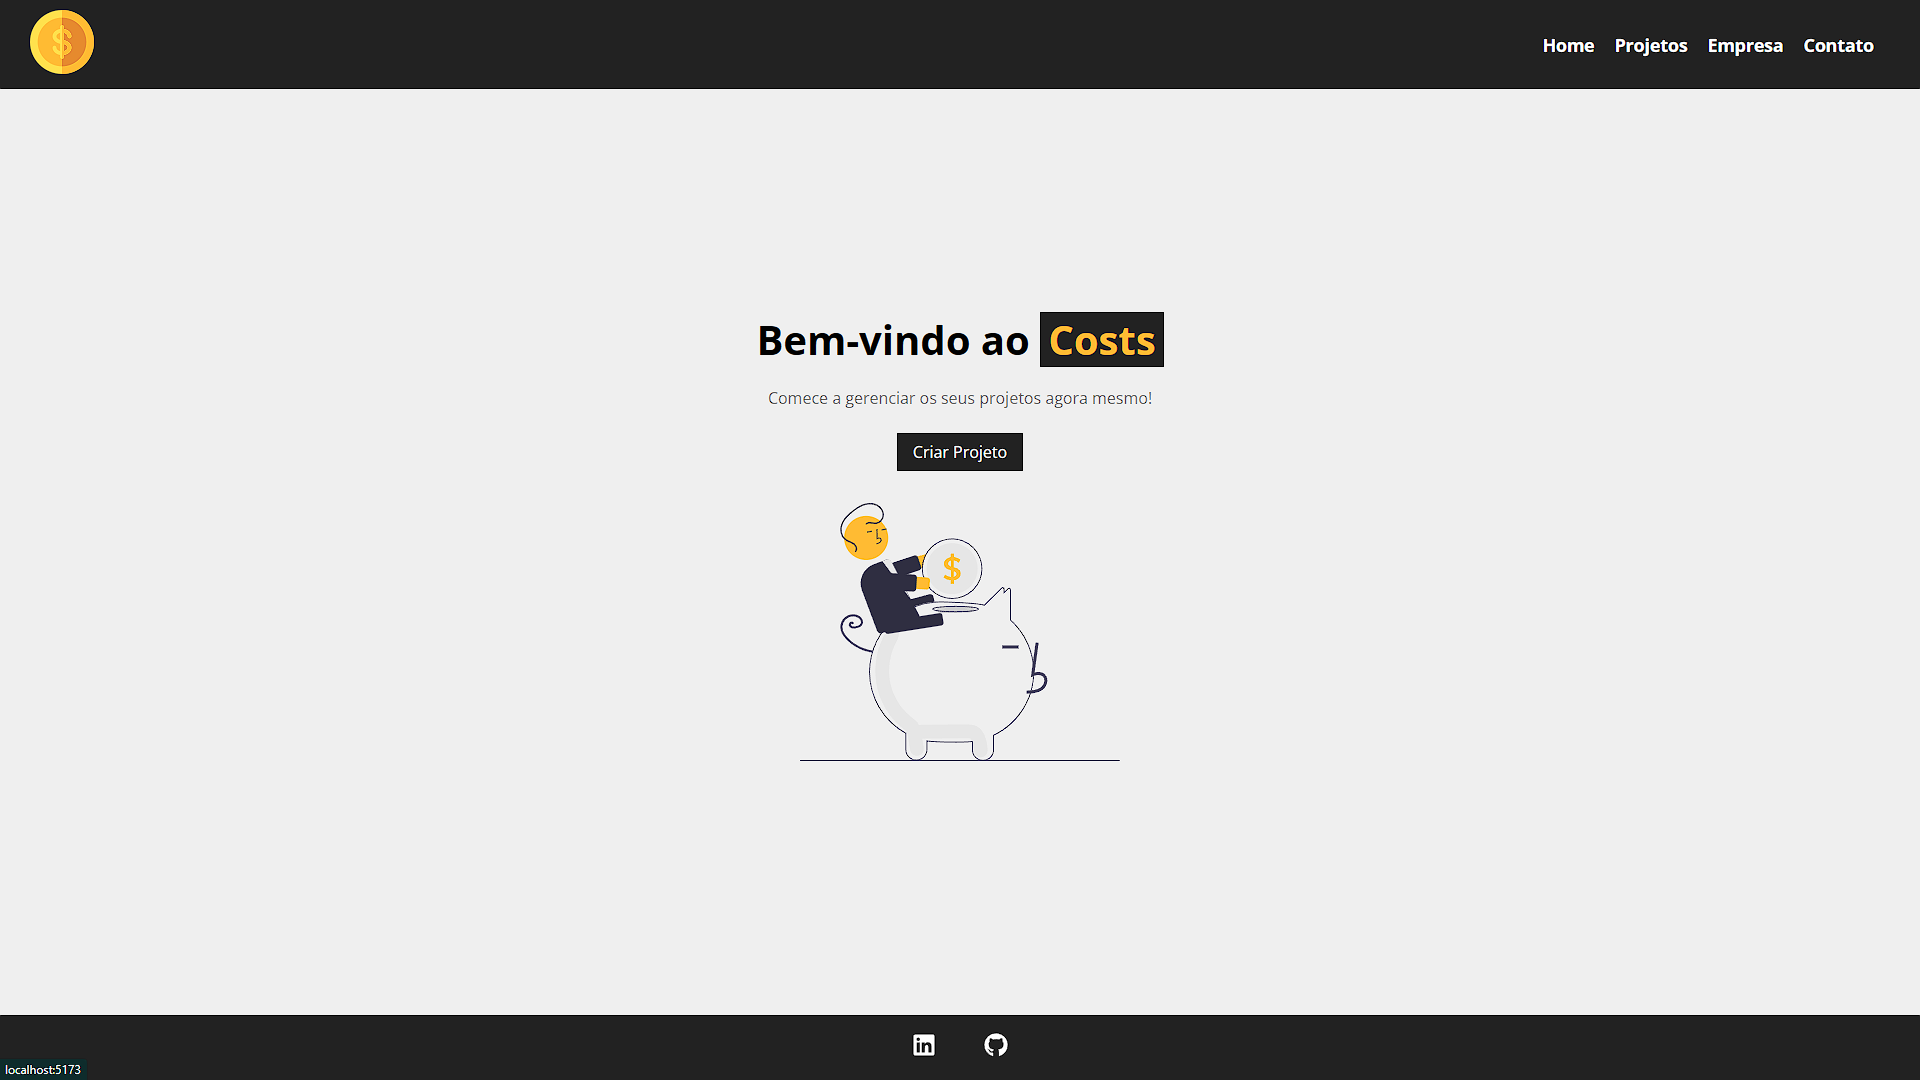 $
Home Projetos Empresa Contato
Bem-vindo ao Costs
Comece a gerenciar os seus projetos agora mesmo!
Criar Projeto
$
in
localhost:5173